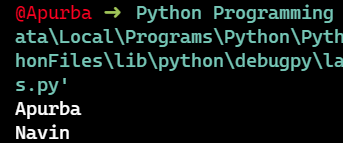 @Apurba → Python Programming
ata\Local\Programs\Python\Pyth
honFiles\lib\python\debugpy\la
s.py'
Apurba
Navin